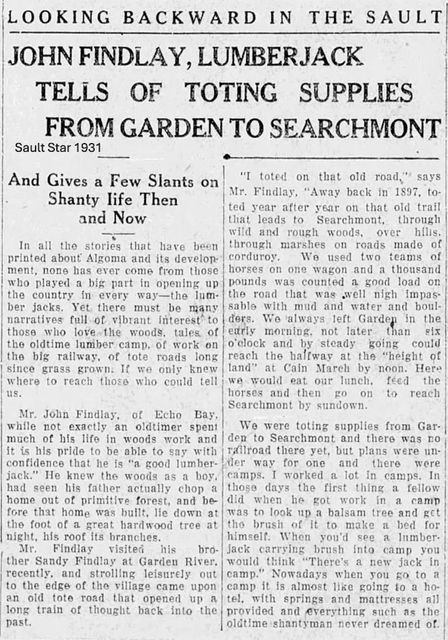 LOOKING BACKWARD IN THE SAULT
JOHN FINDLAY, LUMBERJACK
TELLS OF TOTING SUPPLIES
FROM GARDEN TO SEARCHMONT
Sault Star 1931
And Gives a Few Slants on
Shanty life Then
and Now
In all the stories that have been
printed about Algoma and its develop-
ment, none has ever come from those
who played a big part in opening up
the country in every way—the lum-
ber jacks. Yet there must be many
narratives full of vibrant interest to
those who love the woods, tales of
the oldtime lumber camp, of work on
the big railway, of tote roads long
since grass grown. If we only knew
where to reach those who could tell
us.
Mr. John Findlay, of Echo Bay,
while not exactly an oldtimer spent
much of his life in woods work and
it is his pride to be able to say with
confidence that he is "a good lumber-
jack." He knew the woods as a boy,
had seen his father actually chop a
home out of primitive forest, and be-
fore that home was built, lie down at
the foot of a great hardwood tree at
night, his roof its branches.
Mr. Findlay visited his bro-
ther Sandy Findlay at Garden River,
recently, and strolling leisurely out
to the edge of the village came upon
an old tote road that opened up a
long train of thought back into the
past.
"I toted on that old road," says
Mr. Findlay, "Away back in 1897, to-
ted year after year on that old trail
that leads to Searchmont, through
wild and rough woods, over hills,
through marshes on roads made of
corduroy. We used two teams of
horses on one wagon and a thousand
pounds was counted a good load on
the road that was well nigh impas-
sable with mud and water and boul-
ders. We always left Garden in the
early morning, not later than six
o'clock and by steady going could
reach the halfway at the "height of
land" at Cain March by noon. Here
we would eat our lunch, feed the
horses and then go on to reach
Searchmont by sundown.
We were toting supplies from Gar-
den to Searchmont and there was no
railroad there yet, but plans were un-
der way for one and there were
camps. I worked a lot in camps. In
those days the first thing a fellow
did when he got work in a camp
was to look up a balsam tree and get
the brush of it to make a bed for
himself. When you'd see a lumber-
jack carrying brush into camp you
would think "There's a new jack in
camp." Nowadays when you go to a
camp it is almost like going to a ho-
tel, with springs and mattresses all
provided and everything such as the
oldtime shantyman never dreamed of.